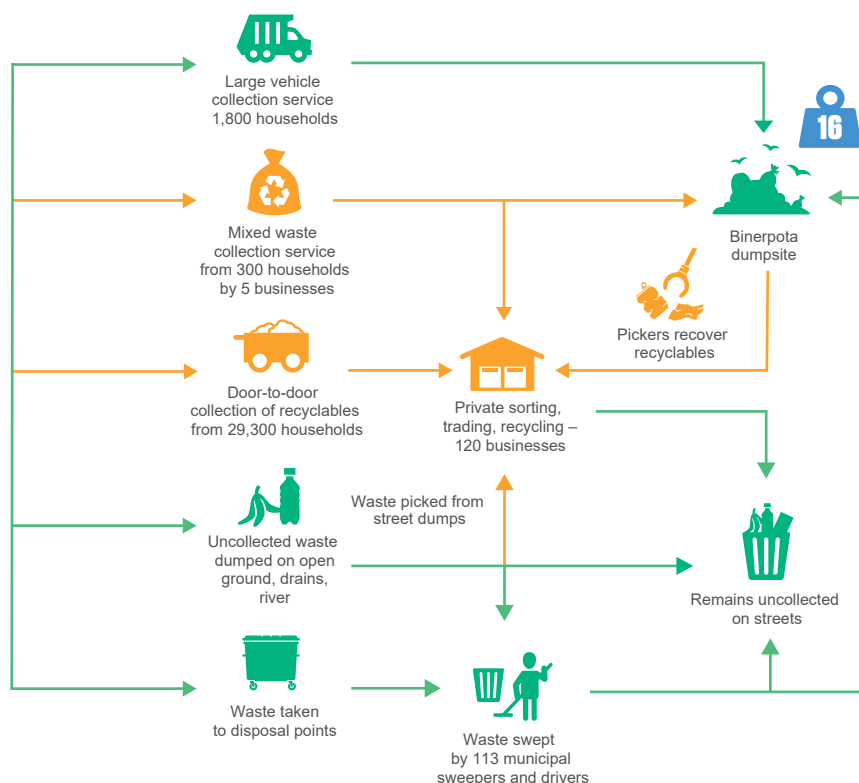 Large vehicle
collection service
1,800 households
16
Mixed waste
collection service
from 300 households
by 5 businesses
Binerpota
dumpsite
Pickers recover
recyclables
Door-to-door
collection of recyclables
from 29,300 households
Private sorting,
trading, recycling –
120 businesses
Waste picked from
street dumps
Uncollected waste
dumped on open
ground, drains,
river
Remains uncollected
on streets
Waste taken
to disposal points
Waste swept
by 113 municipal
sweepers and drivers